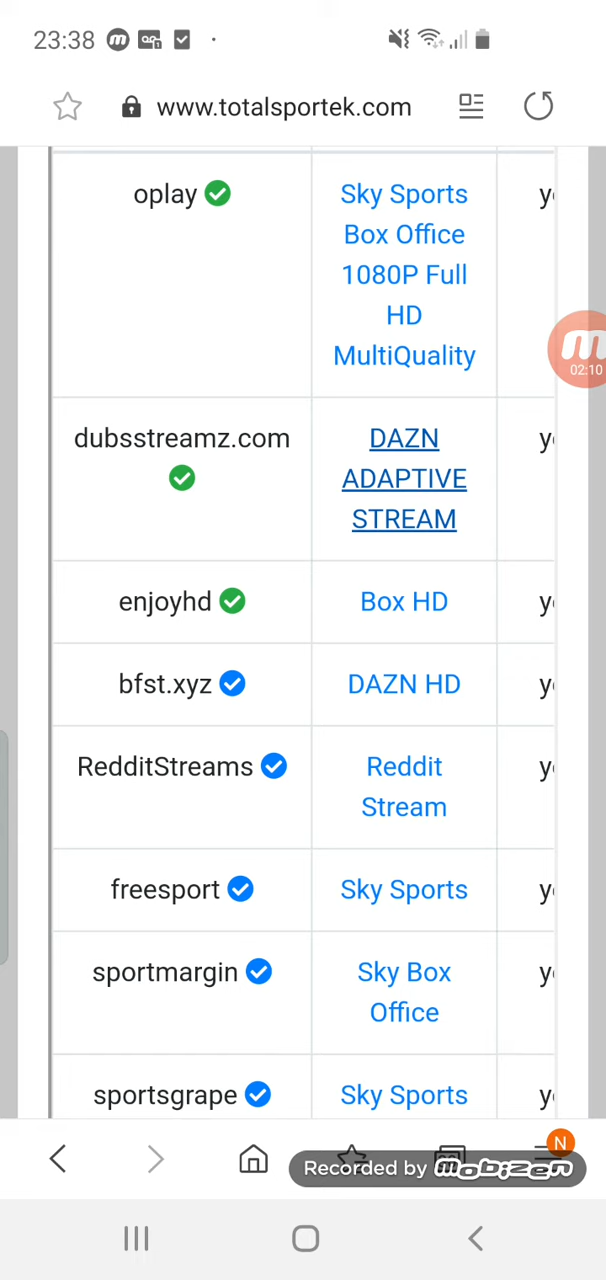 23:38
www.totalsportek.com
oplay
Sky Sports
Box Office
1080P Full
HD
MultiQuality
02:10
dubsstreamz.com
DAZN
ADAPTIVE
STREAM
enjoyhd
Box HD
bfst.xyz
DAZN HD
RedditStreams
Reddit
Stream
freesport
Sky Sports
sportmargin
Sky Box
Office
sportsgrape
Sky Sports
N
Recorded by mobizen